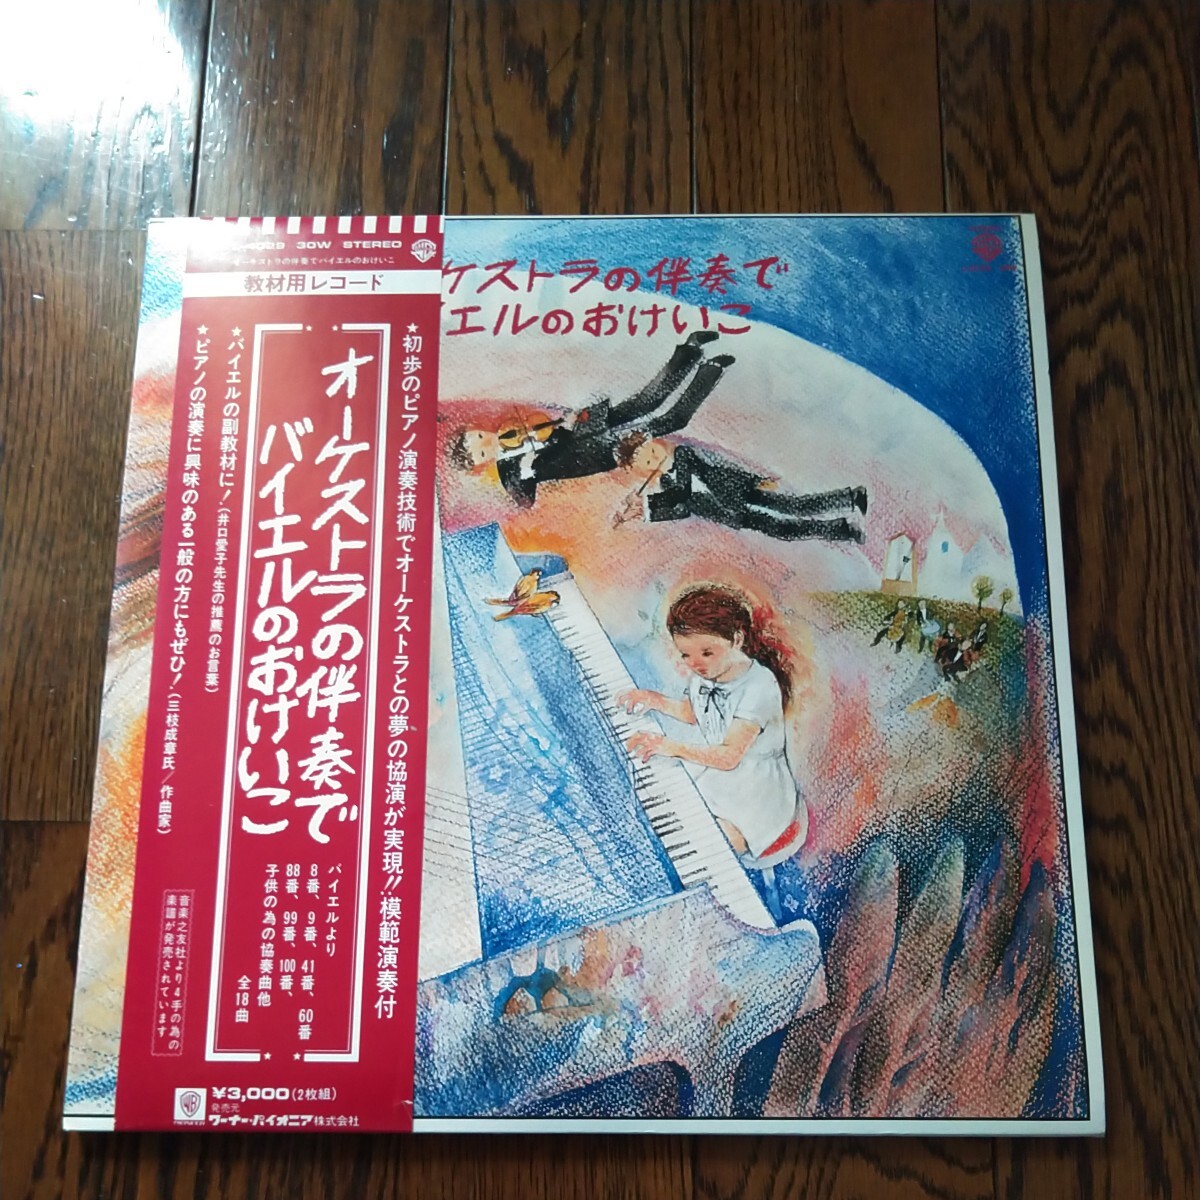 4029 30W STEREO
オーケストラの伴奏でバイエルのおけいこ
教材用レコード
ケストラの伴奏で
イエルのおけいこ
★初歩のピアノ演奏技術でオーケストラとの夢の協演が実現!!模範演奏付
オーケストラの伴奏で
バイエルのおけいこ
バイエルより
8番、9番、41番、60番
88番、99番、100番、
子供の為の協奏曲他
全18曲
★バイエルの副教材に!(井口愛子先生の推薦のお言葉)
★ピアノの演奏に興味のある一般の方にもぜひ!(三枝成章氏/作曲家)
音楽之友社より4手の為の
楽譜が発売されています
¥3,000(2枚組)
発売元
ワーナー・パイオニア株式会社